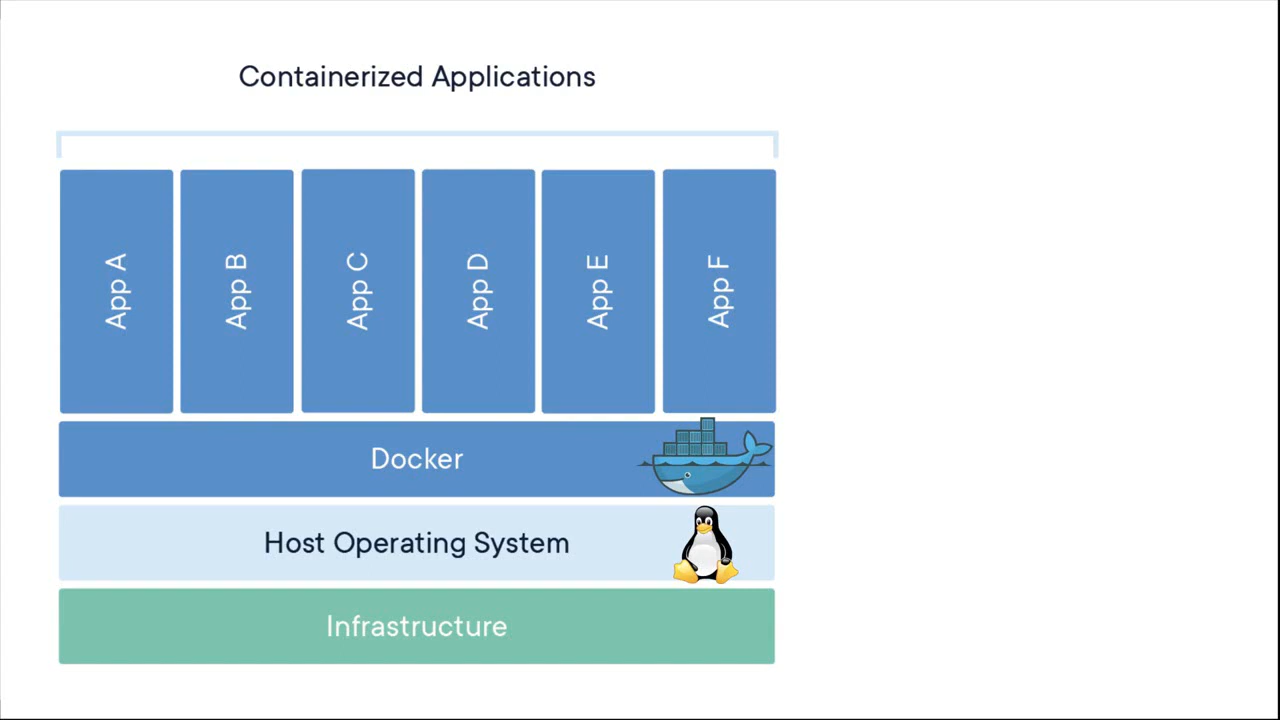 Containerized Applications
App A
App B
App C
App D
App E
App F
Docker
Host Operating System
Infrastructure